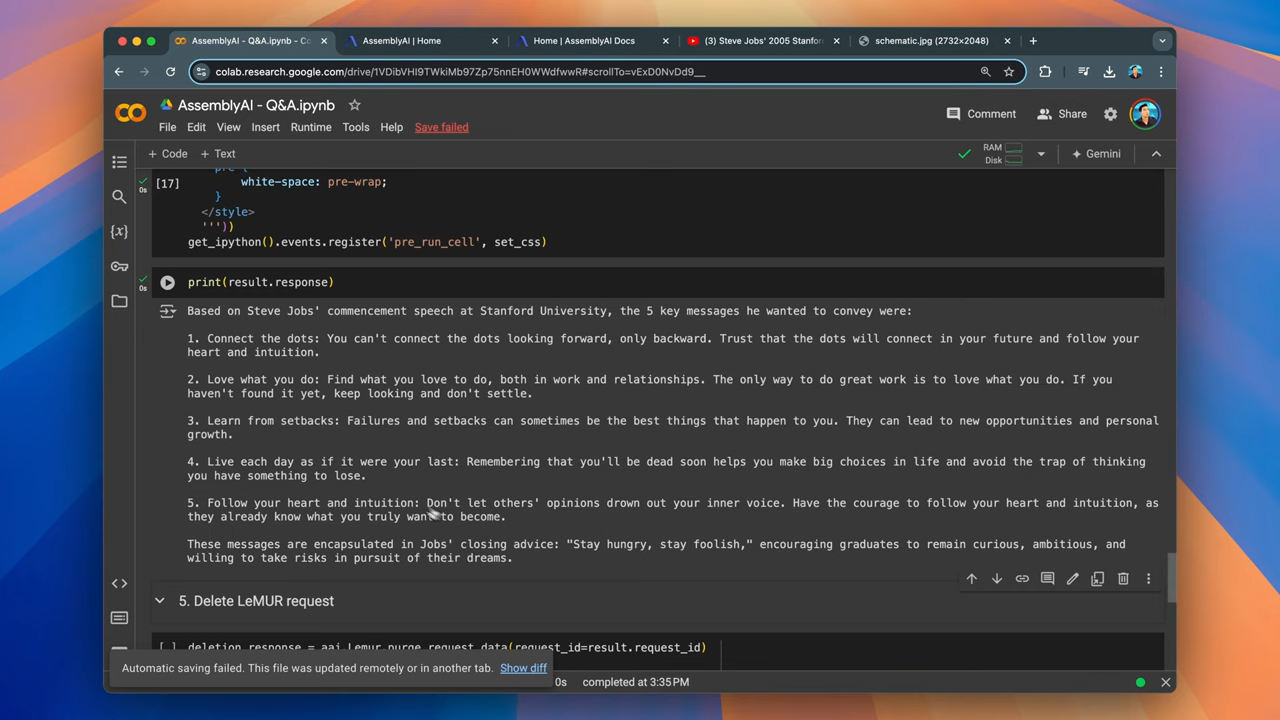 AssemblyAI - Q&A.ipynb - Co
AssemblyAI | Home
Home | AssemblyAI Docs
(3) Steve Jobs' 2005 Stanfor
schematic.jpg (2732×2048)
colab.research.google.com/drive/1VDibVHI9TWkiMb97Zp75nnEH0WWdfwwR#scrollTo=vExD0NvDd9__
AssemblyAI - Q&A.ipynb
Comment
Share
File Edit View Insert Runtime Tools Help Save failed
+ Code + Text
RAM
Disk
Gemini
[17]
0s
white-space: pre-wrap;
}
</style>
'''))
get_ipython().events.register('pre_run_cell', set_css)
0s
print(result.response)
Based on Steve Jobs' commencement speech at Stanford University, the 5 key messages he wanted to convey were:
1. Connect the dots: You can't connect the dots looking forward, only backward. Trust that the dots will connect in your future and follow your
heart and intuition.
2. Love what you do: Find what you love to do, both in work and relationships. The only way to do great work is to love what you do. If you
haven't found it yet, keep looking and don't settle.
3. Learn from setbacks: Failures and setbacks can sometimes be the best things that happen to you. They can lead to new opportunities and personal
growth.
4. Live each day as if it were your last: Remembering that you'll be dead soon helps you make big choices in life and avoid the trap of thinking
you have something to lose.
5. Follow your heart and intuition: Don't let others' opinions drown out your inner voice. Have the courage to follow your heart and intuition, as
they already know what you truly want to become.
These messages are encapsulated in Jobs' closing advice: "Stay hungry, stay foolish," encouraging graduates to remain curious, ambitious, and
willing to take risks in pursuit of their dreams.
5. Delete LeMUR request
[ ] deletion_response = aai.Lemur.purge_request_data(request_id=result.request_id)
Automatic saving failed. This file was updated remotely or in another tab. Show diff
0s completed at 3:35 PM